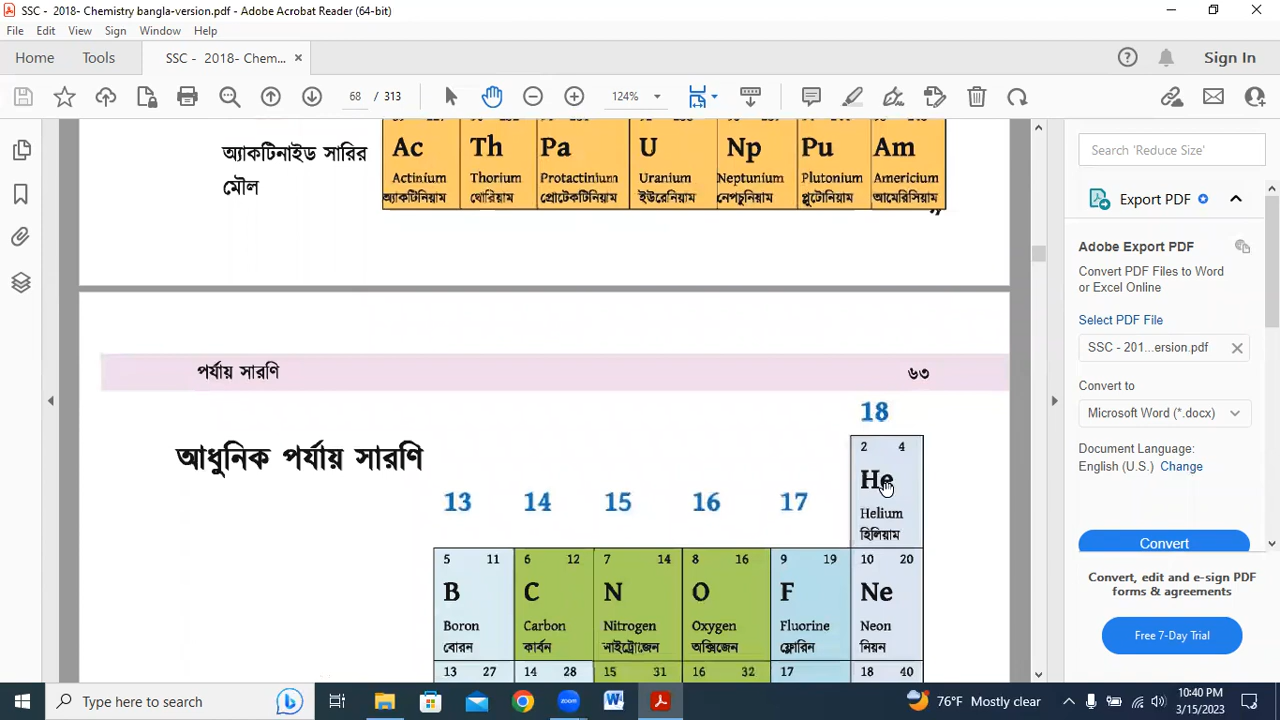 SSC - 2018- Chemistry bangla-version.pdf - Adobe Acrobat Reader (64-bit)
File Edit View Sign Window Help
Home Tools SSC - 2018- Chem... × Sign In
68 / 313 124%
অ্যাকটিনাইড সারির
মৌল
Ac Th Pa U Np Pu Am
Actinium Thorium Protactinium Uranium Neptunium Plutonium Americium
অ্যাকটিনিয়াম থোরিয়াম প্রোটেকটিনিয়াম ইউরেনিয়াম নেপচুনিয়াম প্লুটোনিয়াম আমেরিসিয়াম
পর্যায় সারণি ৬৩
18
আধুনিক পর্যায় সারণি
2 4
He
Helium
হিলিয়াম
13 14 15 16 17
5 11 6 12 7 14 8 16 9 19 10 20
B C N O F Ne
Boron Carbon Nitrogen Oxygen Fluorine Neon
বোরন কার্বন নাইট্রোজেন অক্সিজেন ফ্লোরিন নিয়ন
13 27 14 28 15 31 16 32 17 18 40
Search 'Reduce Size'
Export PDF
Adobe Export PDF
Convert PDF Files to Word
or Excel Online
Select PDF File
SSC - 201...ersion.pdf
Convert to
Microsoft Word (*.docx)
Document Language:
English (U.S.) Change
Convert
Convert, edit and e-sign PDF
forms & agreements
Free 7-Day Trial
Type here to search
76°F Mostly clear
10:40 PM
3/15/2023